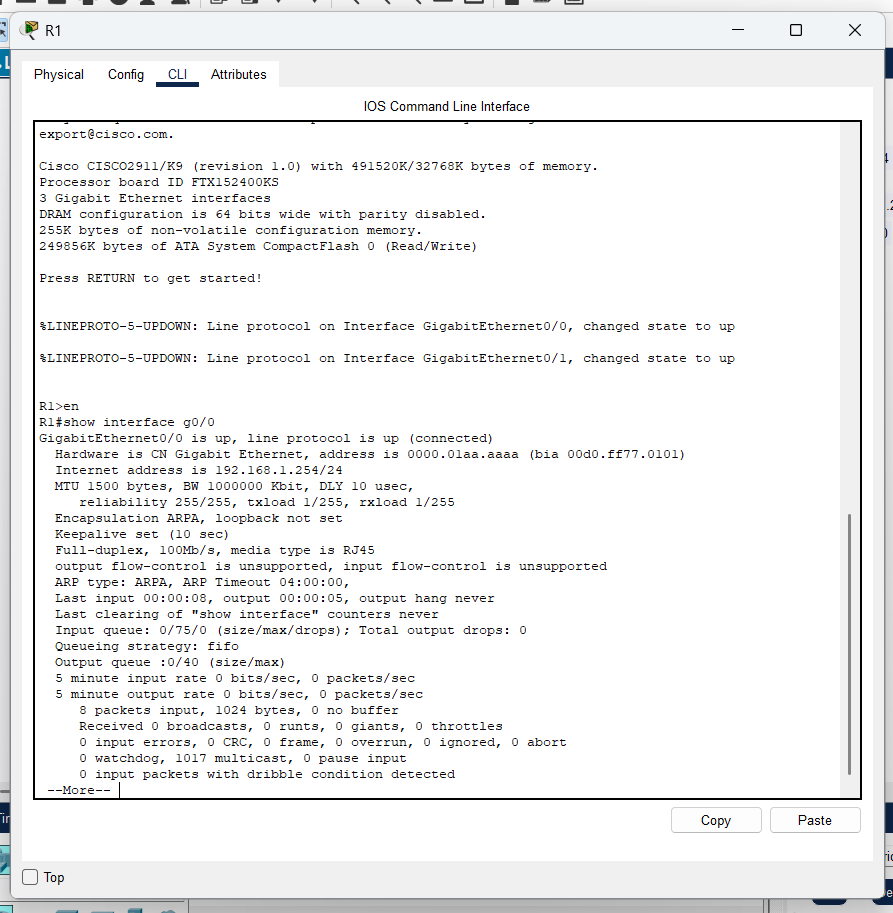 R1
Physical Config CLI Attributes
IOS Command Line Interface
export@cisco.com.
Cisco CISCO2911/K9 (revision 1.0) with 491520K/32768K bytes of memory.
Processor board ID FTX152400KS
3 Gigabit Ethernet interfaces
DRAM configuration is 64 bits wide with parity disabled.
255K bytes of non-volatile configuration memory.
249856K bytes of ATA System CompactFlash 0 (Read/Write)
Press RETURN to get started!
%LINEPROTO-5-UPDOWN: Line protocol on Interface GigabitEthernet0/0, changed state to up
%LINEPROTO-5-UPDOWN: Line protocol on Interface GigabitEthernet0/1, changed state to up
R1>en
R1#show interface g0/0
GigabitEthernet0/0 is up, line protocol is up (connected)
Hardware is CN Gigabit Ethernet, address is 0000.01aa.aaaa (bia 00d0.ff77.0101)
Internet address is 192.168.1.254/24
MTU 1500 bytes, BW 1000000 Kbit, DLY 10 usec,
reliability 255/255, txload 1/255, rxload 1/255
Encapsulation ARPA, loopback not set
Keepalive set (10 sec)
Full-duplex, 100Mb/s, media type is RJ45
output flow-control is unsupported, input flow-control is unsupported
ARP type: ARPA, ARP Timeout 04:00:00,
Last input 00:00:08, output 00:00:05, output hang never
Last clearing of "show interface" counters never
Input queue: 0/75/0 (size/max/drops); Total output drops: 0
Queueing strategy: fifo
Output queue :0/40 (size/max)
5 minute input rate 0 bits/sec, 0 packets/sec
5 minute output rate 0 bits/sec, 0 packets/sec
8 packets input, 1024 bytes, 0 no buffer
Received 0 broadcasts, 0 runts, 0 giants, 0 throttles
0 input errors, 0 CRC, 0 frame, 0 overrun, 0 ignored, 0 abort
0 watchdog, 1017 multicast, 0 pause input
0 input packets with dribble condition detected
--More--
Copy Paste
Top